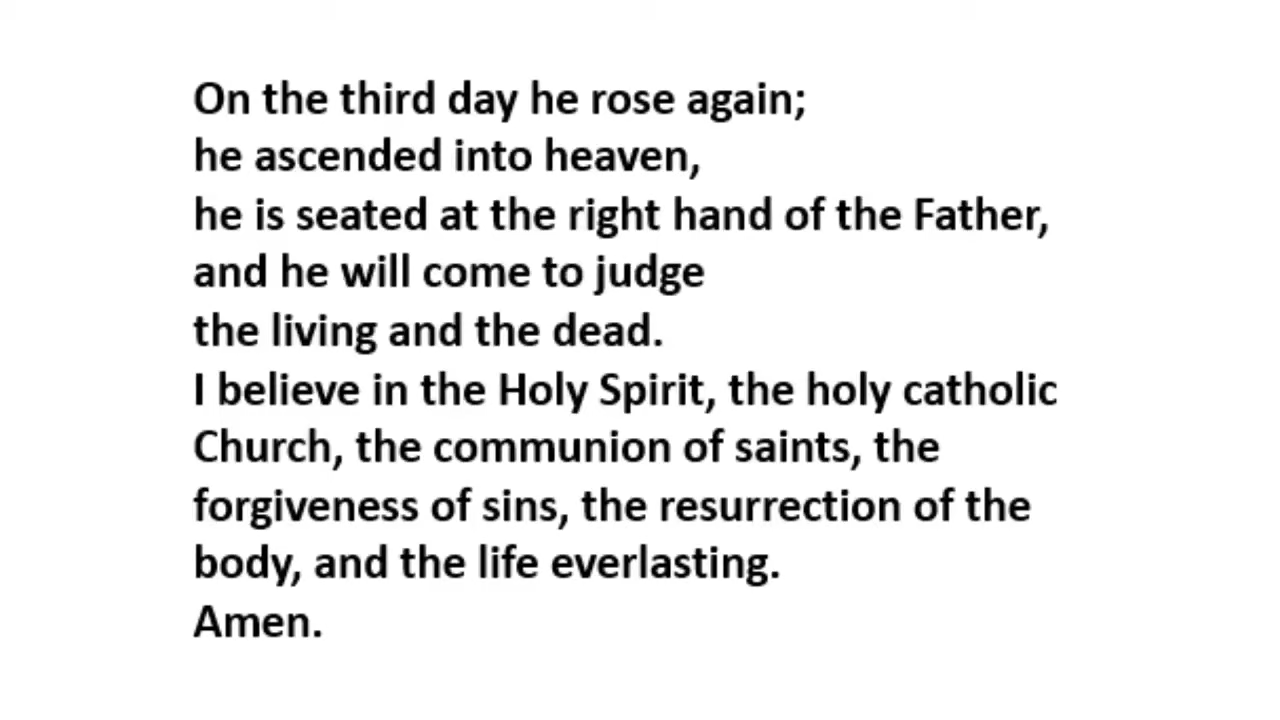 On the third day he rose again;
he ascended into heaven,
he is seated at the right hand of the Father,
and he will come to judge
the living and the dead.
I believe in the Holy Spirit, the holy catholic
Church, the communion of saints, the
forgiveness of sins, the resurrection of the
body, and the life everlasting.
Amen.